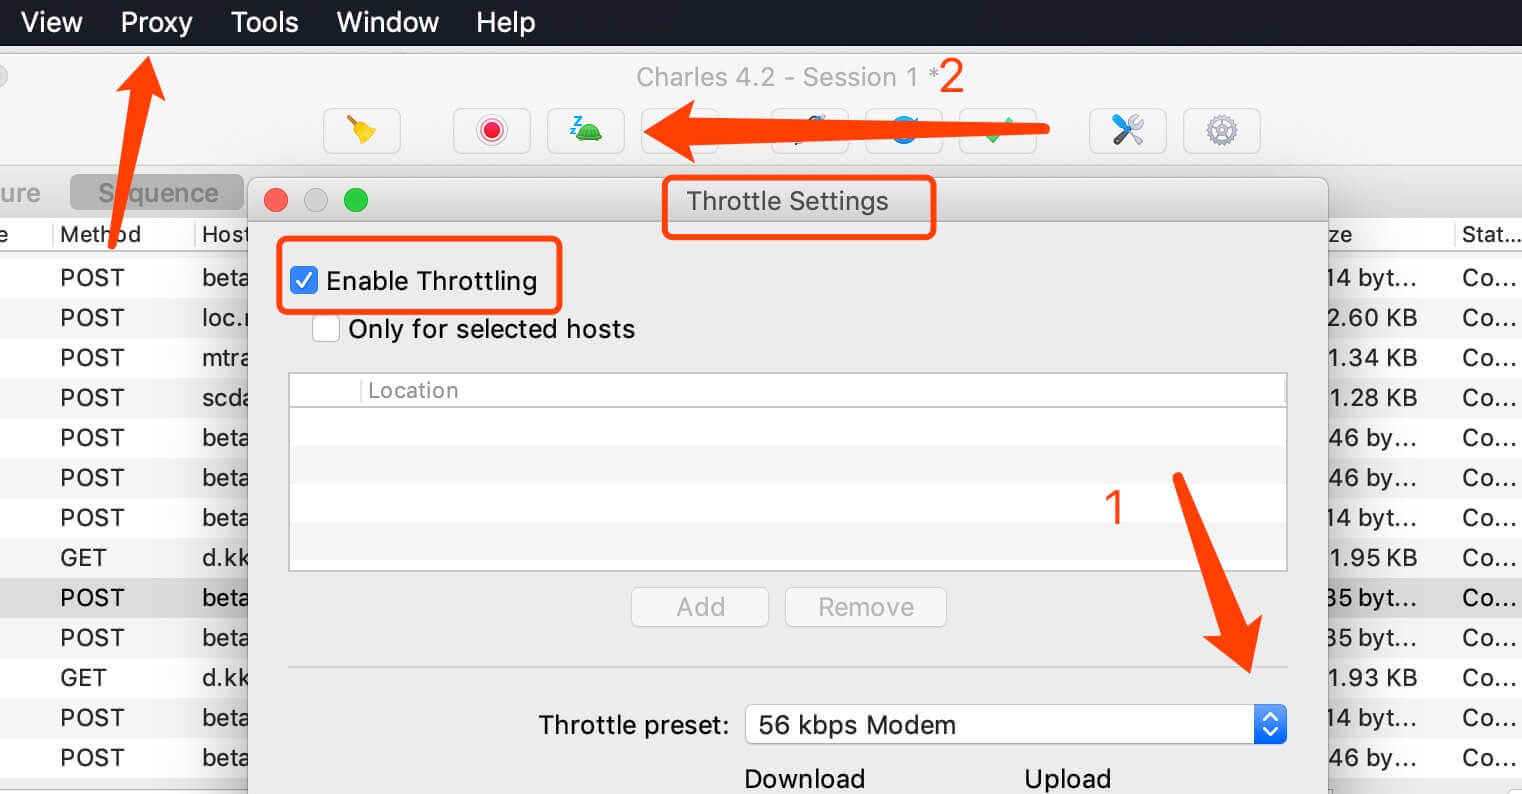 View Proxy Tools Window Help
Charles 4.2 - Session 1 * 2
ure Sequence
Throttle Settings
e Method Host ze Stat...
Enable Throttling
POST beta 14 byt... Co...
Only for selected hosts
POST loc.r 2.60 KB Co...
POST mtra 1.34 KB Co...
Location
POST scda 1.28 KB Co...
POST beta 46 by... Co...
POST beta 46 by... Co...
1
POST beta 14 byt... Co...
GET d.kk 1.95 KB Co...
POST beta 35 byt... Co...
Add Remove
POST beta 35 byt... Co...
GET d.kk 1.93 KB Co...
POST beta 14 byt... Co...
Throttle preset: 56 kbps Modem
POST beta 46 by... Co...
Download Upload